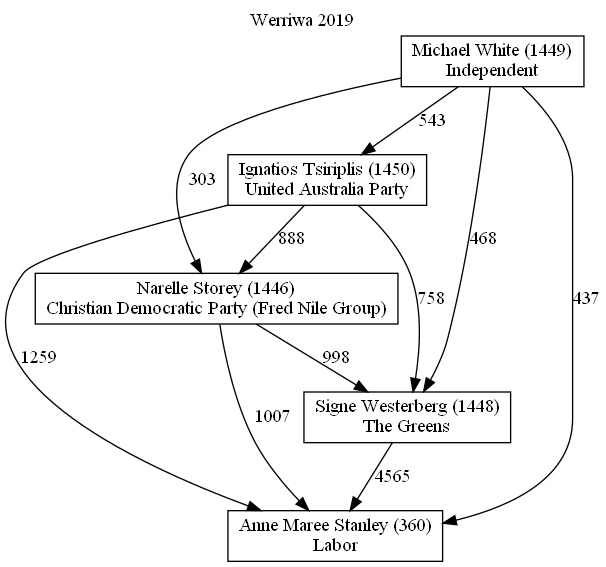 Werriwa 2019
Michael White (1449)
Independent
543
303
Ignatios Tsiriplis (1450)
United Australia Party
888
468
Narelle Storey (1446)
Christian Democratic Party (Fred Nile Group)
758
437
1259
998
Signe Westerberg (1448)
The Greens
1007
4565
Anne Maree Stanley (360)
Labor